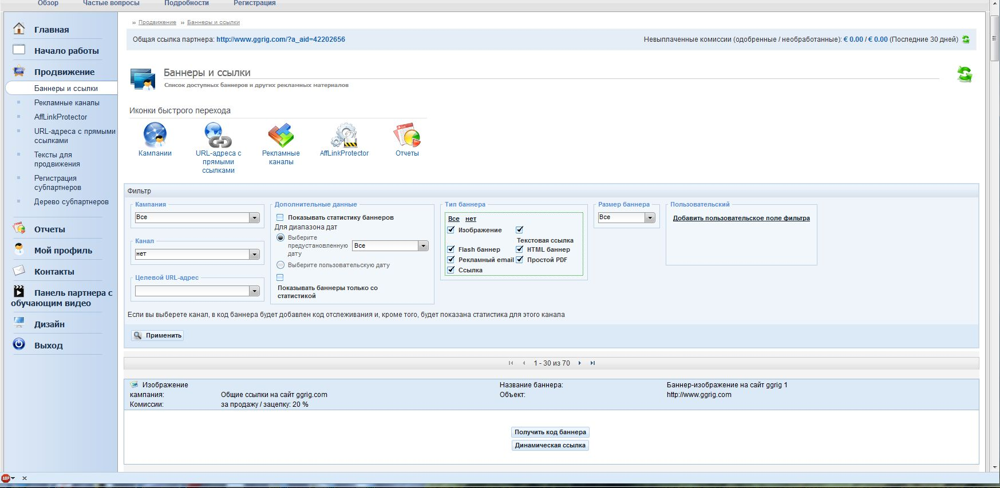 Обзор Частые вопросы Подробности Регистрация
Главная
Начало работы
Продвижение
Баннеры и ссылки
Рекламные каналы
AffLinkProtector
URL-адреса с прямыми
ссылками
Тексты для
продвижения
Регистрация
субпартнеров
Дерево субпартнеров
Отчеты
Мой профиль
Контакты
Панель партнера с
обучающим видео
Дизайн
Выход
›› Продвижение ›› Баннеры и ссылки
Общая ссылка партнера: http://www.ggrig.com/?a_aid=42202656
Невыплаченные комиссии (одобренные / необработанные): € 0.00 / € 0.00 (Последние 30 дней)
Баннеры и ссылки
Список доступных баннеров и других рекламных материалов
Иконки быстрого перехода
Кампании
URL-адреса с
прямыми
ссылками
Рекламные
каналы
AffLinkProtector
Отчеты
Фильтр
Кампания
Все
Канал
нет
Целевой URL-адрес
Дополнительные данные
Показывать статистику баннеров
Для диапазона дат
Выберите
предустановленную
дату
Все
Выберите пользовательскую дату
Показывать баннеры только со
статистикой
Тип баннера
Все нет
Изображение
Текстовая ссылка
Flash баннер HTML баннер
Рекламный email Простой PDF
Ссылка
Размер баннера
Все
Пользовательский
Добавить пользовательское поле фильтра
Если вы выберете канал, в код баннера будет добавлен код отслеживания и, кроме того, будет показана статистика для этого канала
Применить
1 - 30 из 70
Изображение Название баннера: Баннер-изображение на сайт ggrig 1
кампания: Общие ссылки на сайт ggrig.com Объект: http://www.ggrig.com
Комиссии: за продажу / зацепку: 20 %
Получить код баннера
Динамическая ссылка
ABP